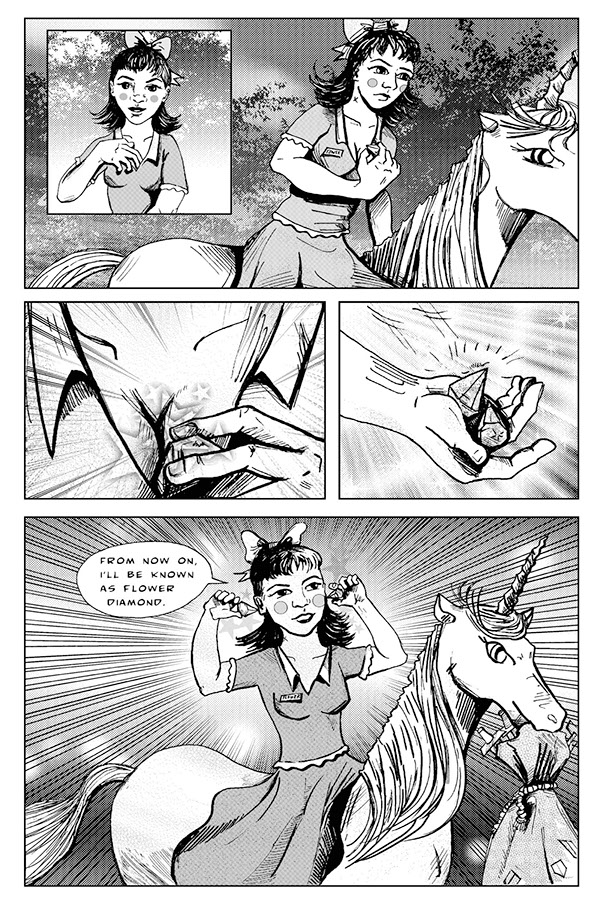 FROM NOW ON,
I'LL BE KNOWN
AS FLOWER
DIAMOND.